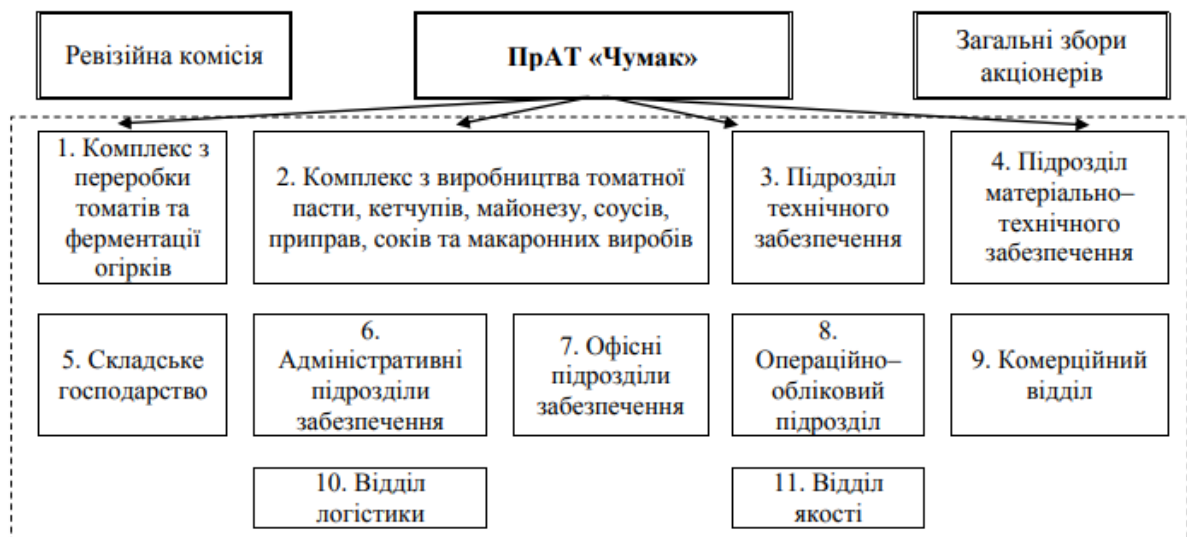 Ревізійна комісія
ПрАТ «Чумак»
Загальні збори
акціонерів
1. Комплекс з
переробки
томатів та
ферментації
огірків
2. Комплекс з виробництва томатної
пасти, кетчупів, майонезу, соусів,
приправ, соків та макаронних виробів
3. Підрозділ
технічного
забезпечення
4. Підрозділ
матеріально–
технічного
забезпечення
5. Складське
господарство
6.
Адміністративні
підрозділи
забезпечення
7. Офісні
підрозділи
забезпечення
8.
Операційно–
обліковий
підрозділ
9. Комерційний
відділ
10. Відділ
логістики
11. Відділ
якості